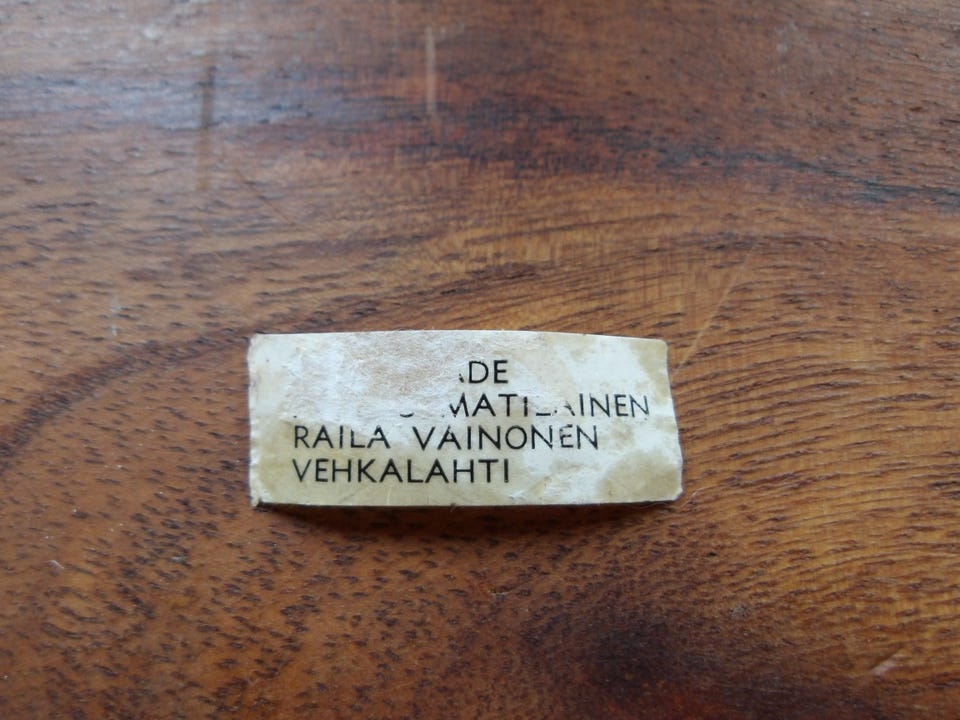 DE
MATILAINEN
RAILA VAINONEN
VEHKALAHTI